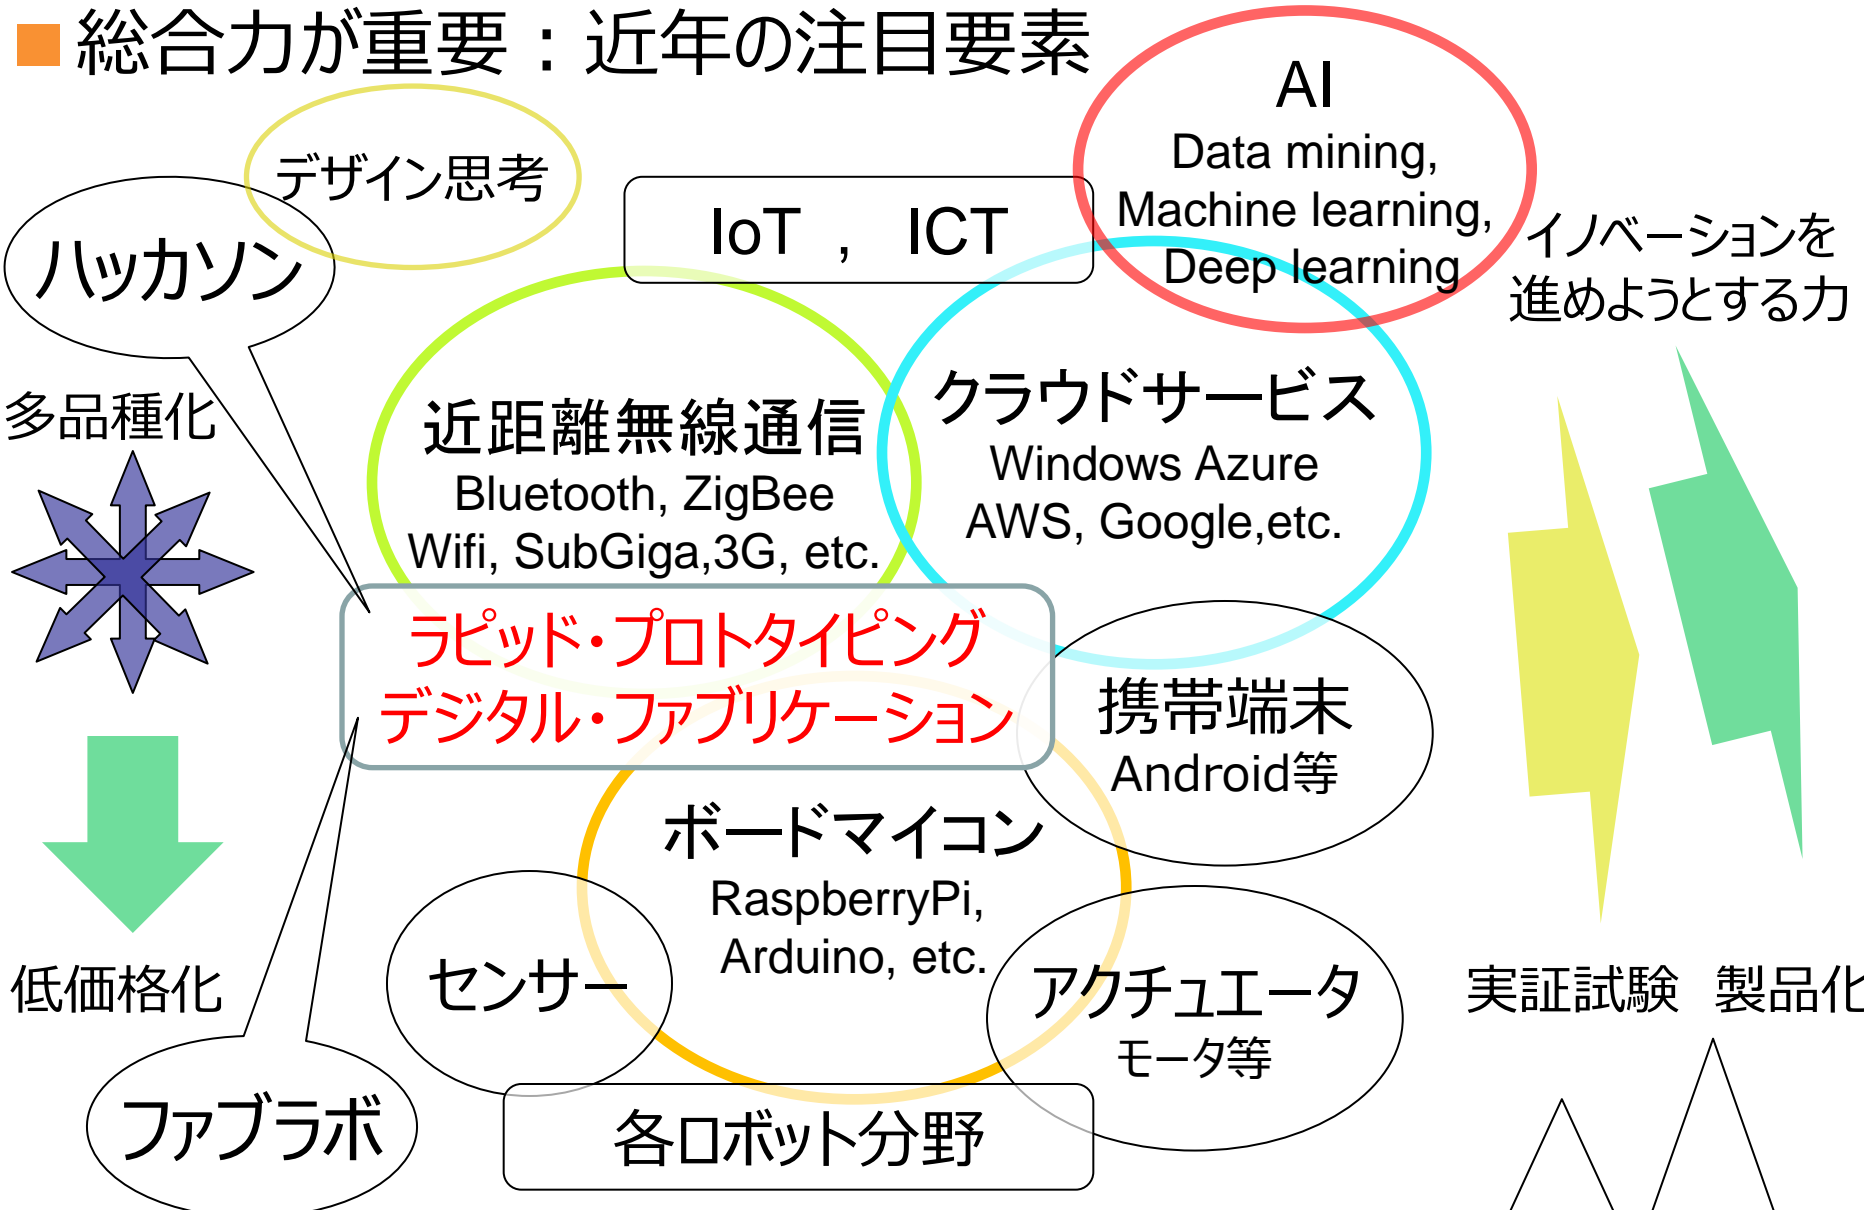 総合力が重要：近年の注目要素
デザイン思考
ハッカソン
IoT ， ICT
AI
Data mining,
Machine learning,
Deep learning
イノベーションを
進めようとする力
多品種化
近距離無線通信
Bluetooth, ZigBee
Wifi, SubGiga,3G, etc.
クラウドサービス
Windows Azure
AWS, Google,etc.
ラピッド・プロトタイピング
デジタル・ファブリケーション
携帯端末
Android等
ボードマイコン
RaspberryPi,
Arduino, etc.
センサー
アクチュエータ
モータ等
低価格化
実証試験 製品化
ファブラボ
各ロボット分野